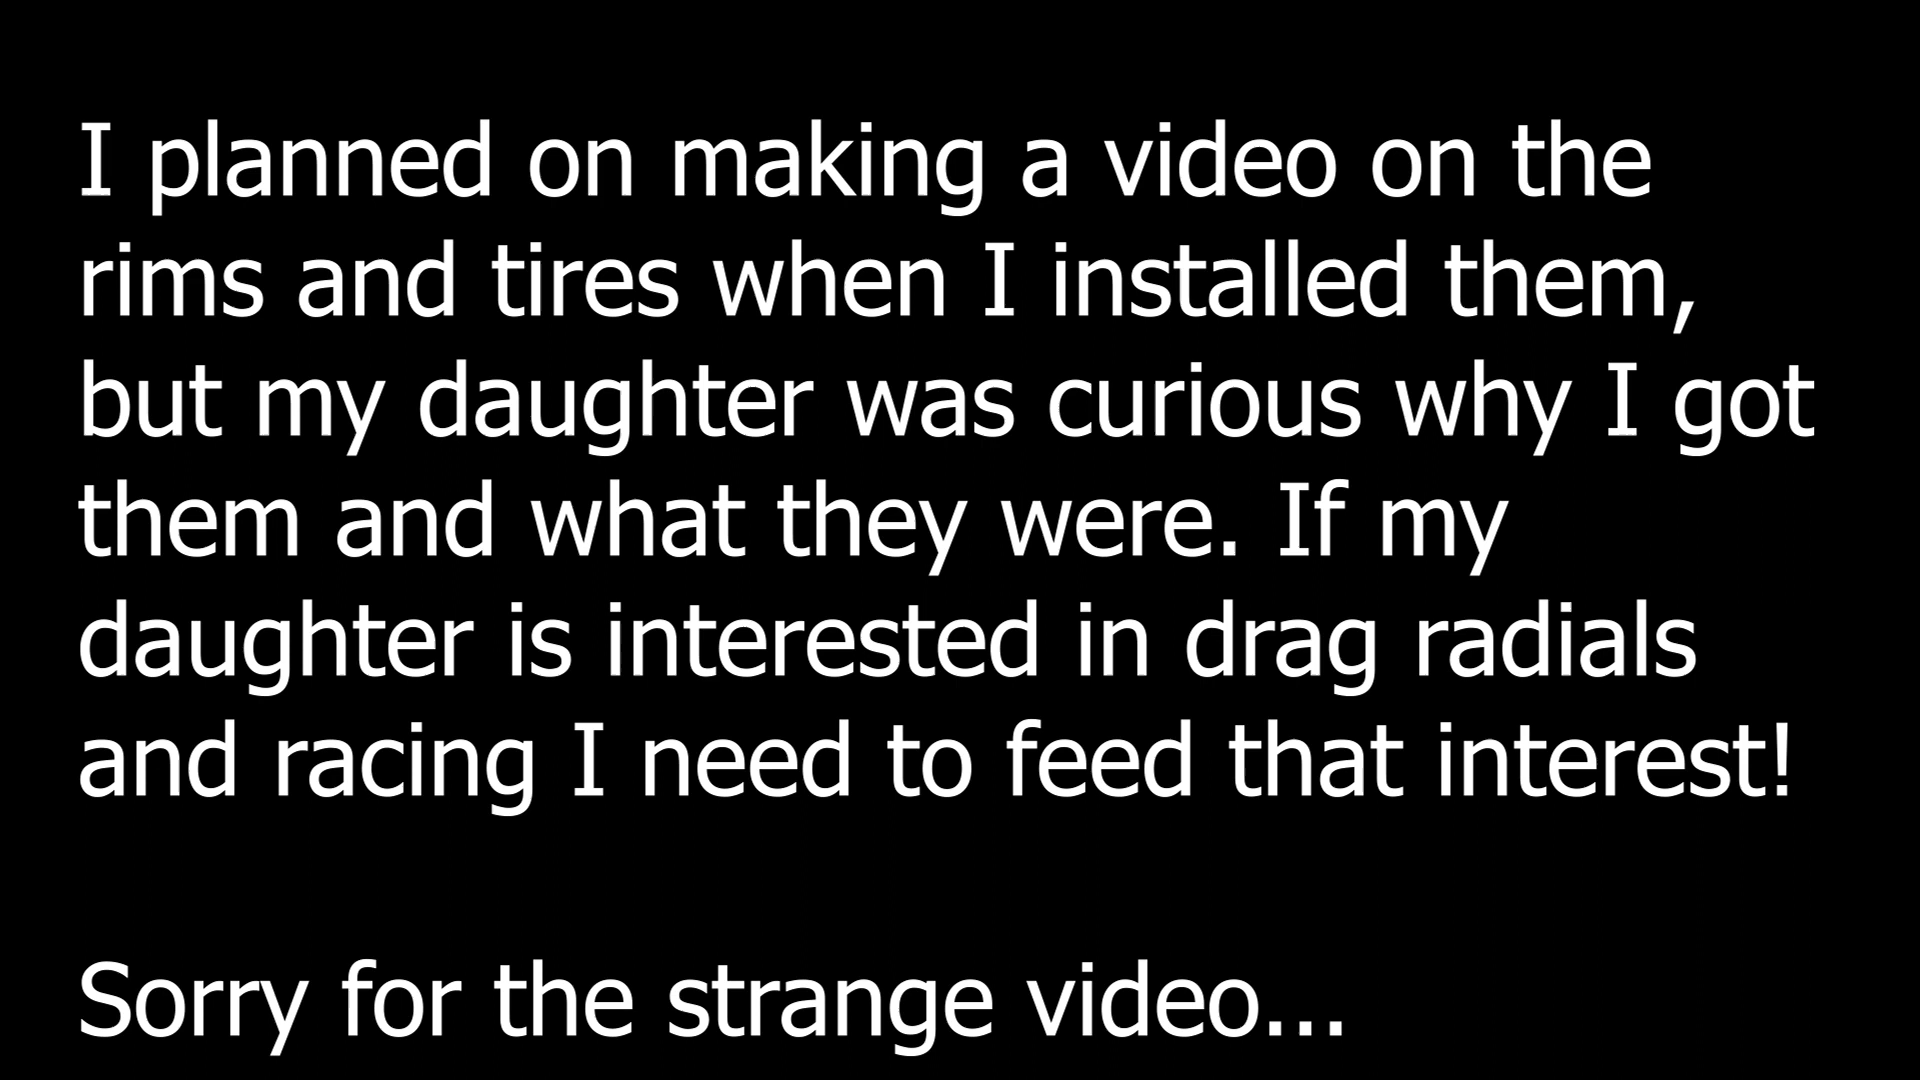 I planned on making a video on the
rims and tires when I installed them,
but my daughter was curious why I got
them and what they were. If my
daughter is interested in drag radials
and racing I need to feed that interest!
Sorry for the strange video...